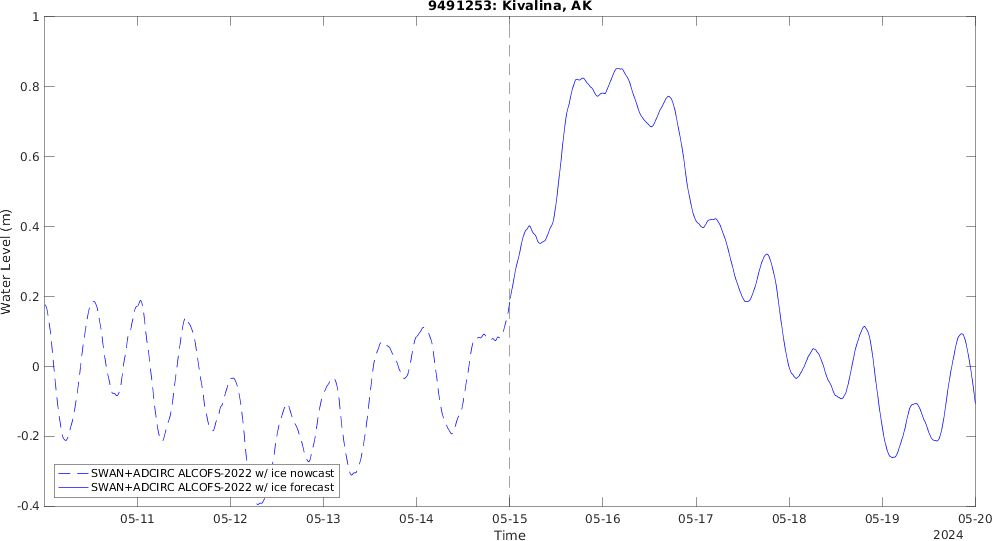 9491253: Kivalina, AK
Water Level (m)
1
0.8
0.6
0.4
0.2
0
-0.2
-0.4
SWAN+ADCIRC ALCOFS-2022 w/ ice nowcast
SWAN+ADCIRC ALCOFS-2022 w/ ice forecast
05-11 05-12 05-13 05-14 05-15 05-16 05-17 05-18 05-19 05-20
Time
2024